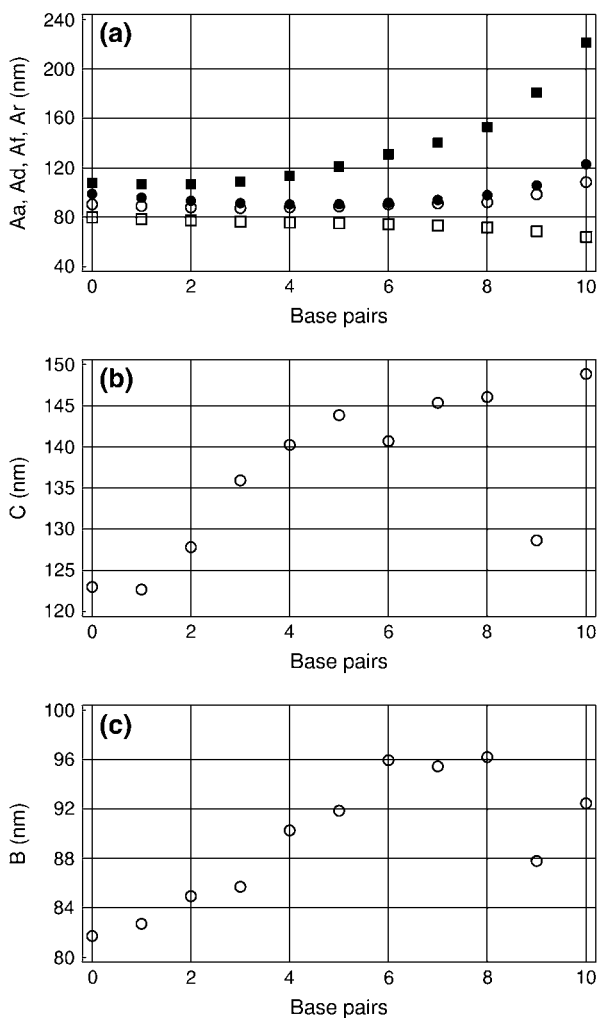 (a)
Aa, Ad, Af, Ar (nm)
240
200
160
120
80
40
0 2 4 6 8 10
Base pairs
(b)
C (nm)
150
145
140
135
130
125
120
0 2 4 6 8 10
Base pairs
(c)
B (nm)
100
96
92
88
84
80
0 2 4 6 8 10
Base pairs